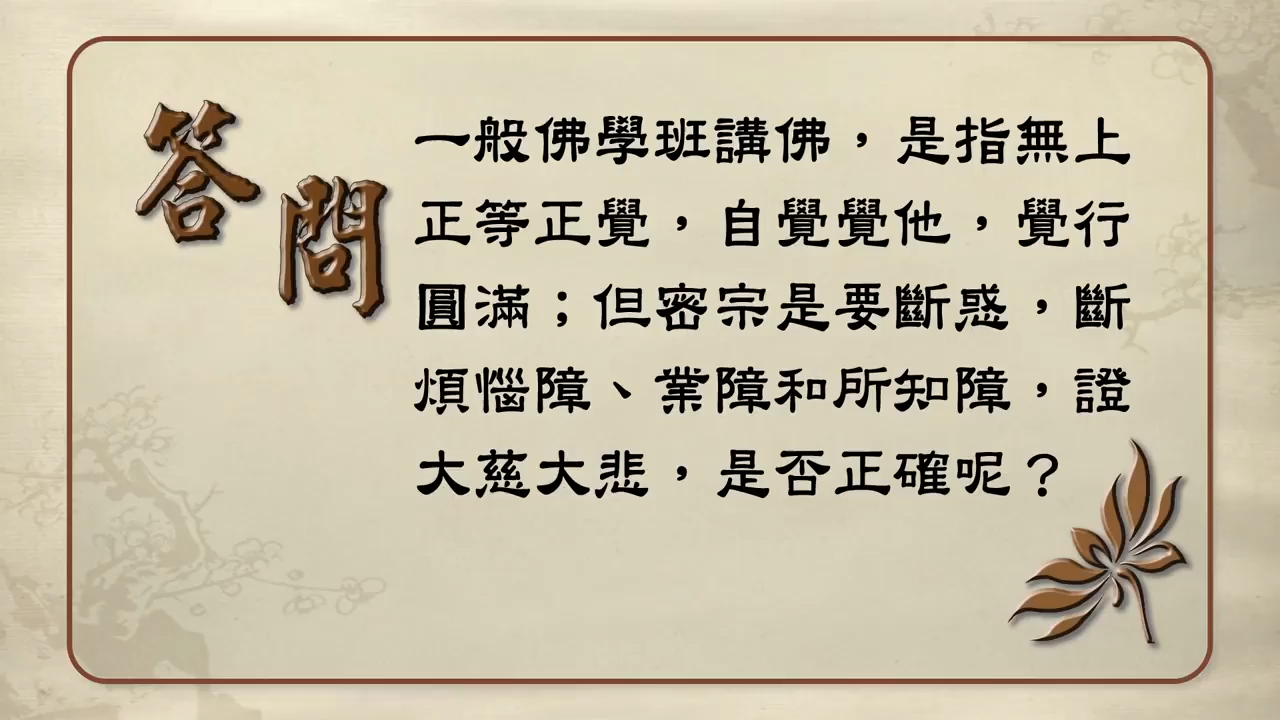 答問
一般佛學班講佛，是指無上
正等正覺，自覺覺他，覺行
圓滿；但密宗是要斷惑，斷
煩惱障、業障和所知障，證
大慈大悲，是否正確呢？